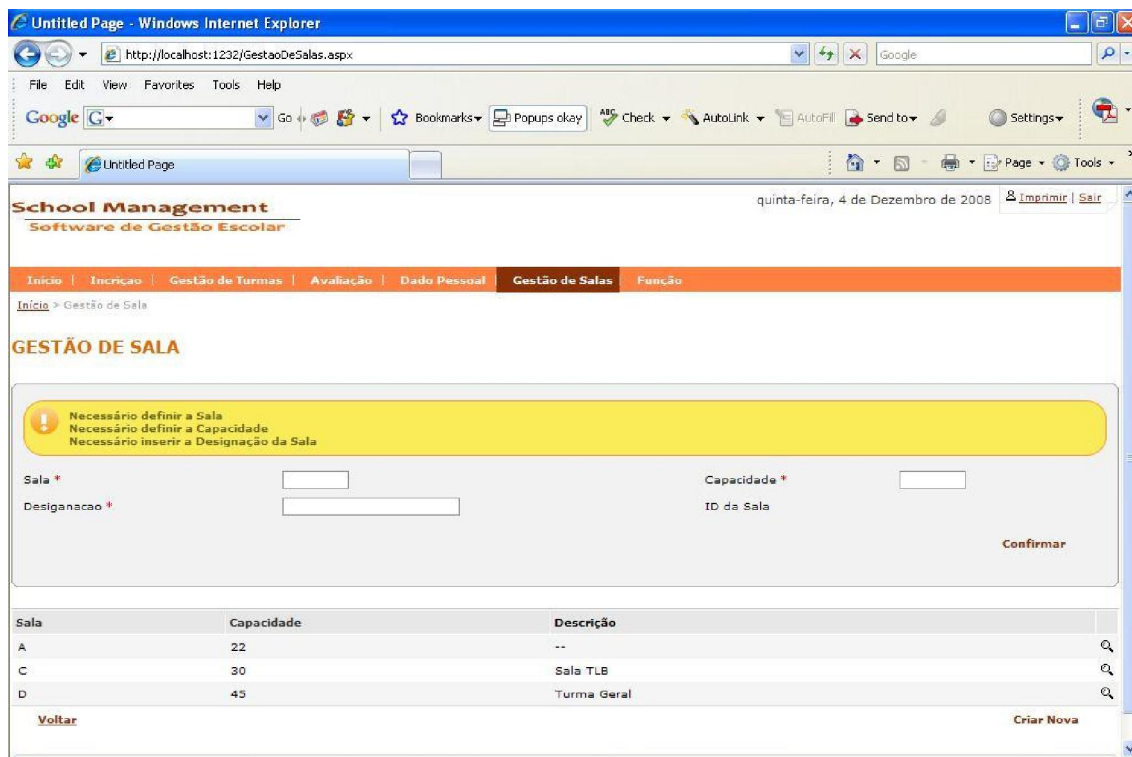 Untitled Page - Windows Internet Explorer
http://localhost:1232/GestaoDeSalas.aspx
Google
File Edit View Favorites Tools Help
Google G Go Bookmarks Popups okay ABC Check AutoLink AutoFill Send to Settings
Untitled Page Page Tools
School Management
Software de Gestão Escolar
quinta-feira, 4 de Dezembro de 2008 Imprimir | Sair
Início | Incriçao | Gestão de Turmas | Avaliação | Dado Pessoal | Gestão de Salas Função
Início > Gestão de Sala
GESTÃO DE SALA
Necessário definir a Sala
Necessário definir a Capacidade
Necessário inserir a Designação da Sala
Sala * Capacidade *
Desiganacao * ID da Sala
Confirmar
Sala Capacidade Descrição
A 22 --
C 30 Sala TLB
D 45 Turma Geral
Voltar Criar Nova